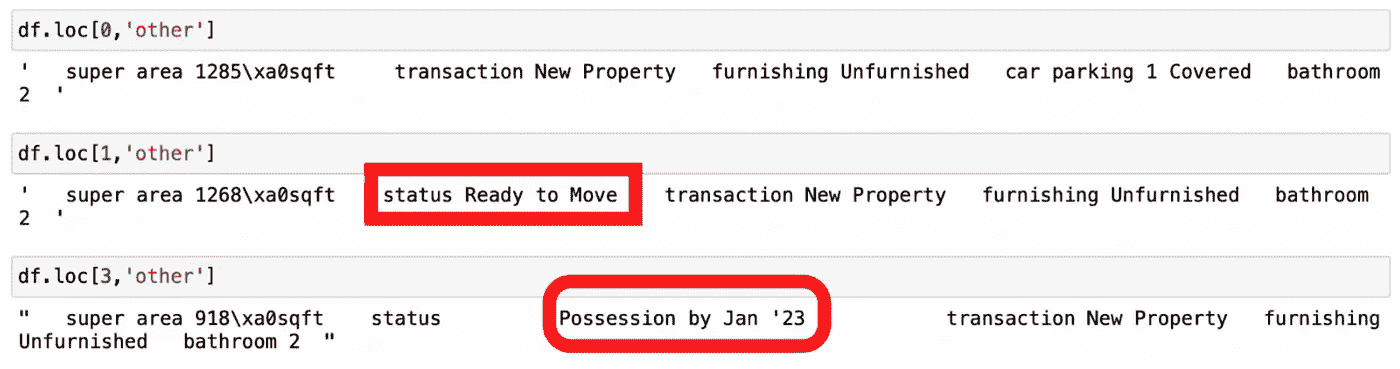 df.loc[0,'other']
'   super area 1285\xa0sqft     transaction New Property   furnishing Unfurnished   car parking 1 Covered   bathroom
2  '
df.loc[1,'other']
'   super area 1268\xa0sqft    status Ready to Move    transaction New Property   furnishing Unfurnished   bathroom
2  '
df.loc[3,'other']
"   super area 918\xa0sqft    status          Possession by Jan '23            transaction New Property   furnishing
Unfurnished   bathroom 2  "